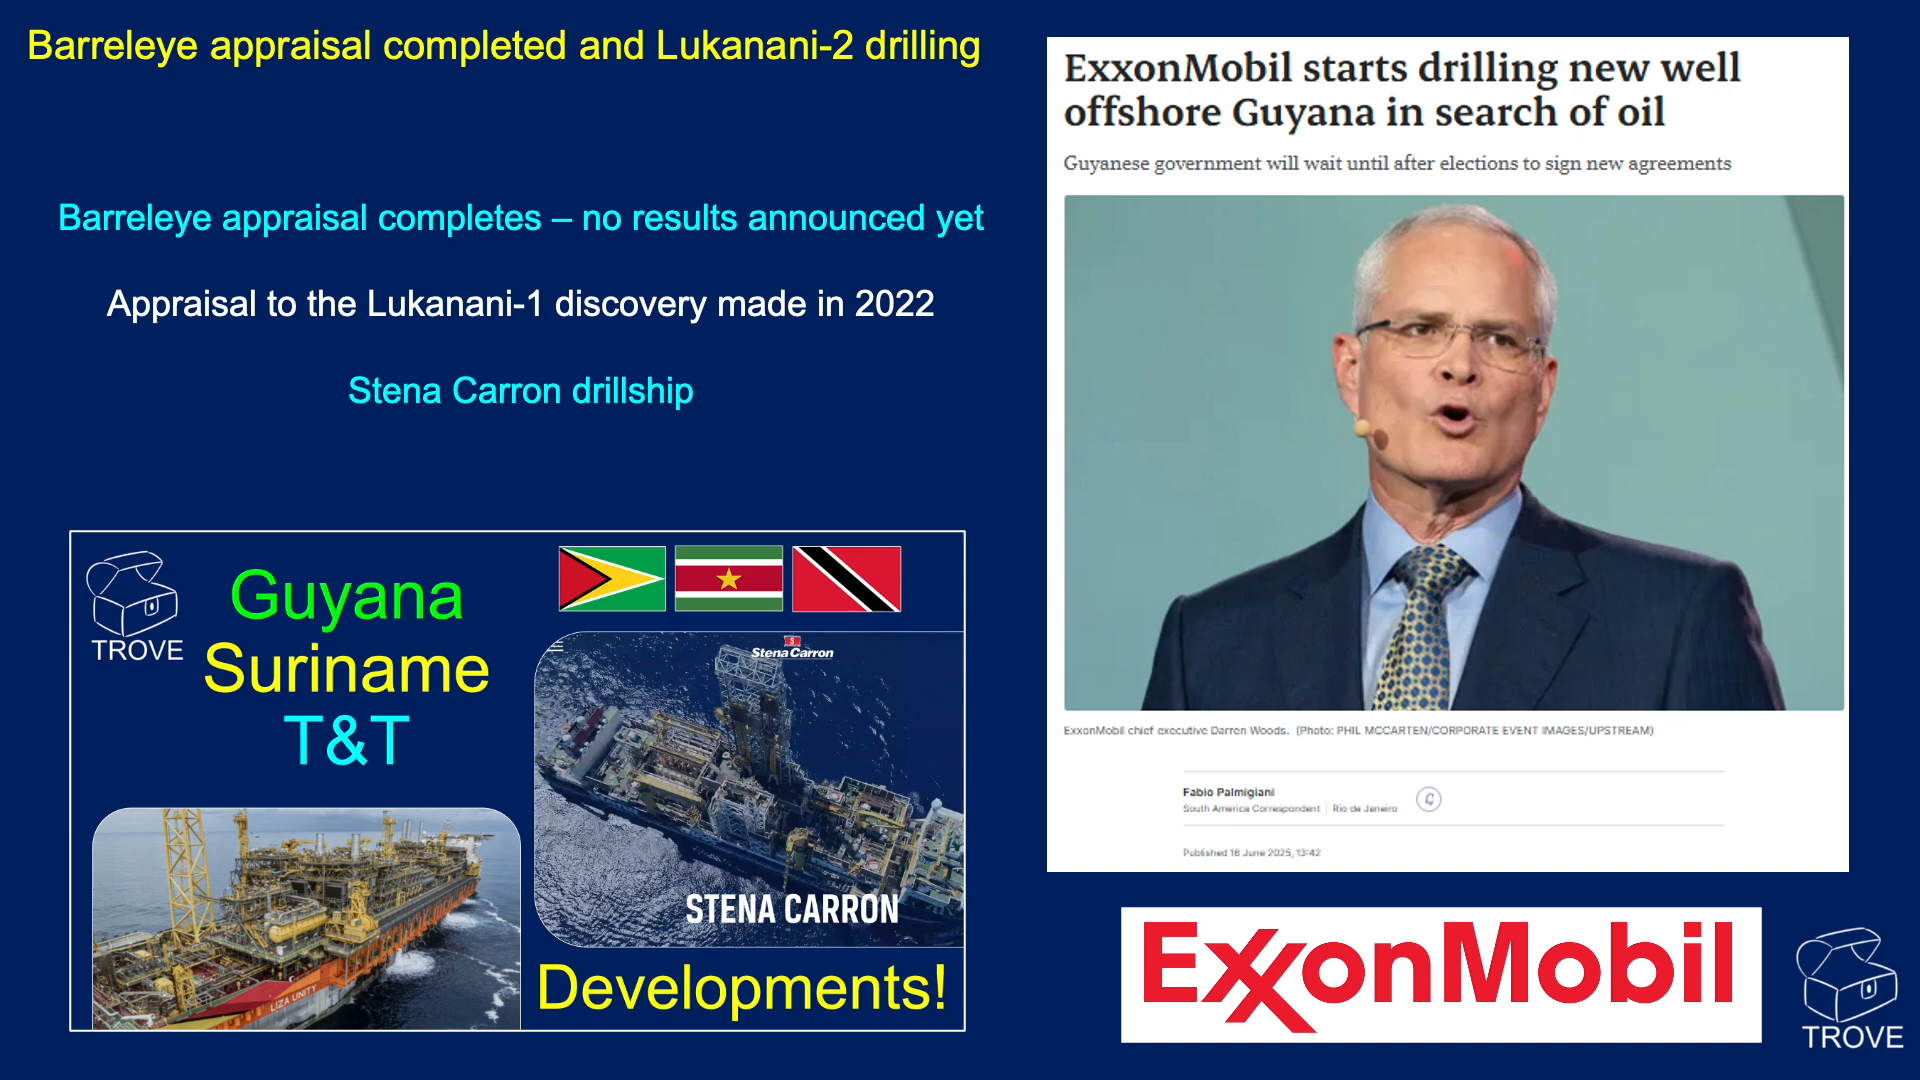 Barreleye appraisal completed and Lukanani-2 drilling
Barreleye appraisal completes – no results announced yet
Appraisal to the Lukanani-1 discovery made in 2022
Stena Carron drillship
TROVE
Guyana
Suriname
T&T
Stena Carron
STENA CARRON
LIZA UNITY
Developments!
ExxonMobil starts drilling new well
offshore Guyana in search of oil
Guyanese government will wait until after elections to sign new agreements
ExxonMobil chief executive Darren Woods. (Photo: PHIL MCCARTEN/CORPORATE EVENT IMAGES/UPSTREAM)
Fabio Palmigiani
South America Correspondent | Rio de Janeiro
Published 16 June 2025, 13:42
ExxonMobil
TROVE